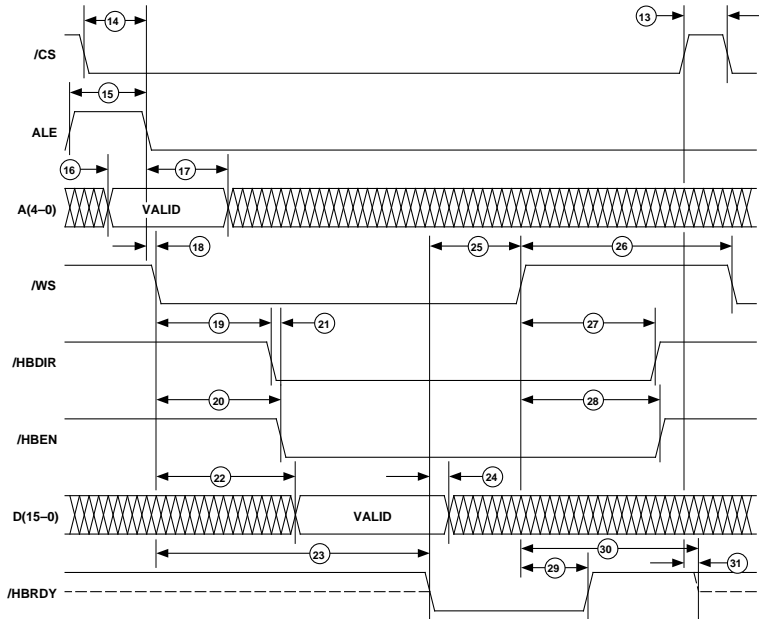 14
13
/CS
15
ALE
16
17
A(4–0)
VALID
18
25
26
/WS
19
21
27
/HBDIR
20
28
/HBEN
22
24
D(15–0)
VALID
23
30
29
31
/HBRDY